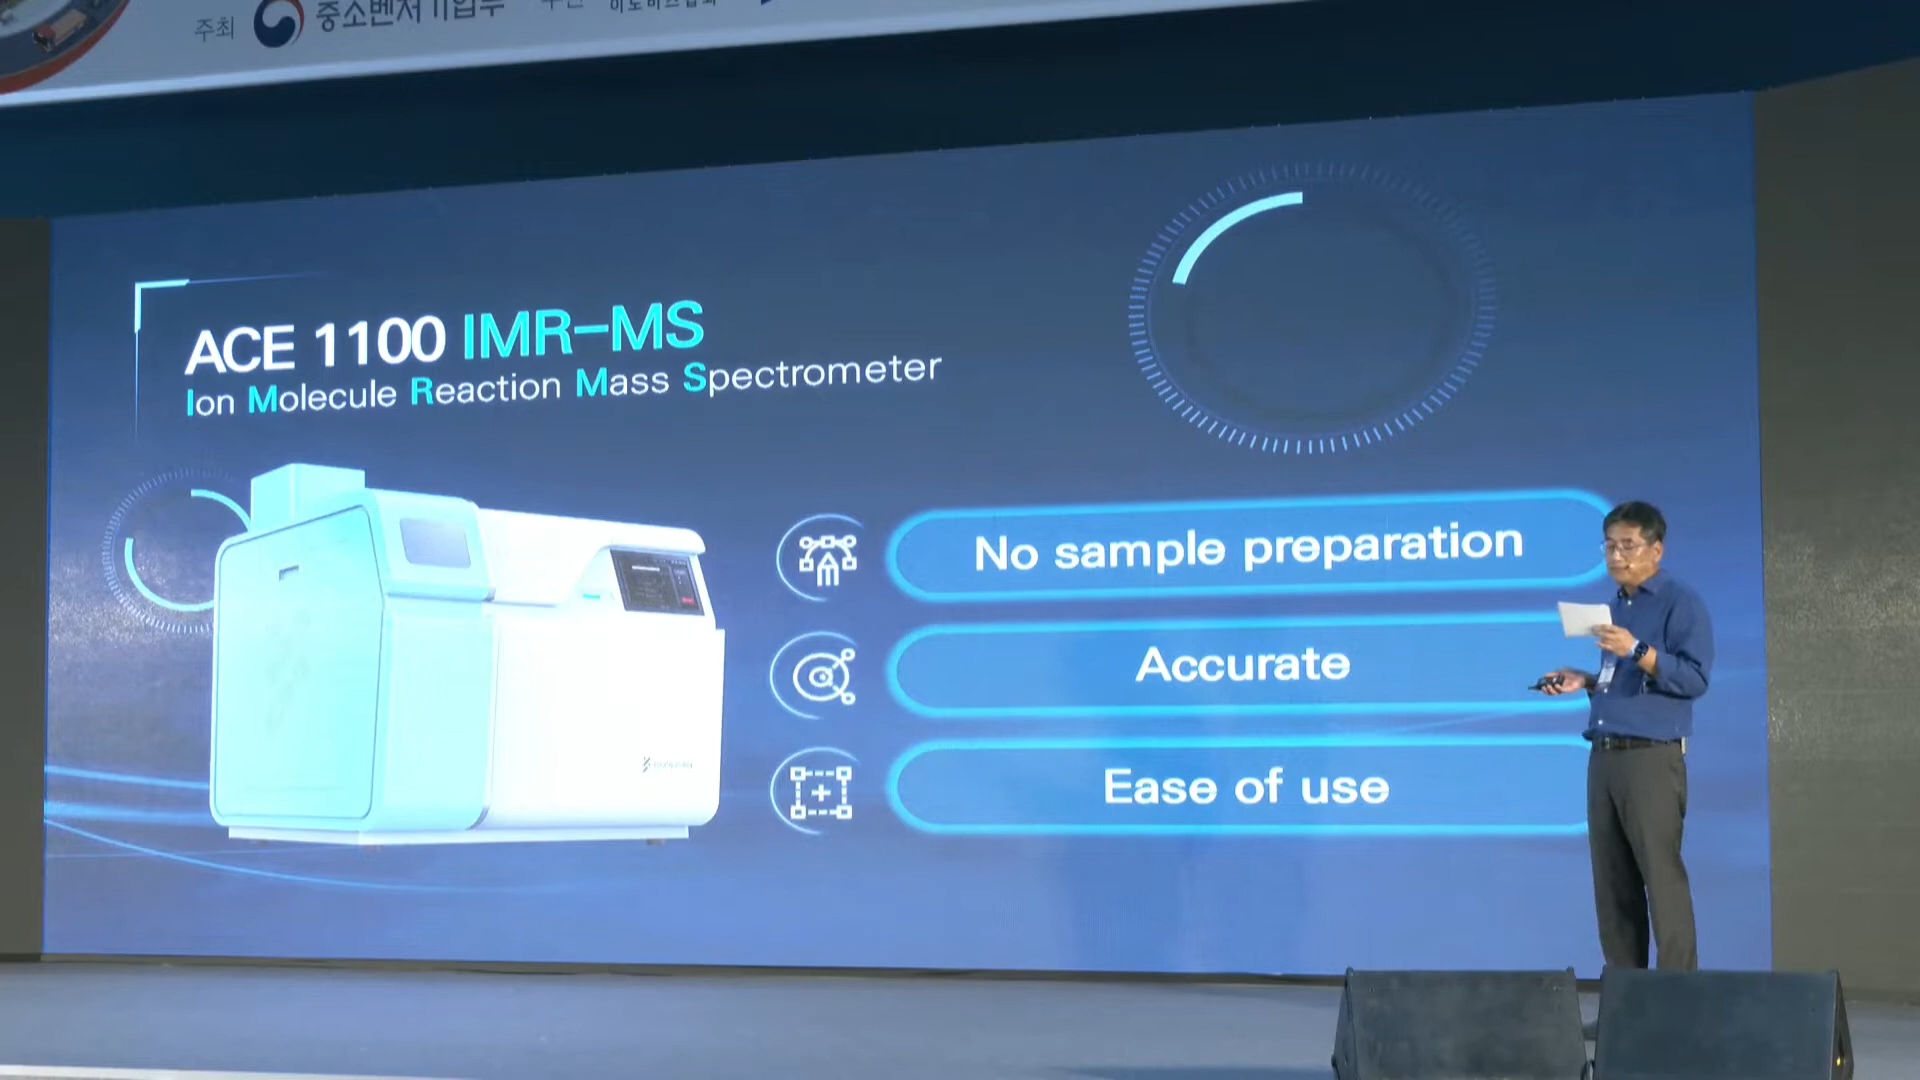 주최 중소벤처기업부
ACE 1100 IMR-MS
Ion Molecule Reaction Mass Spectrometer
No sample preparation
Accurate
Ease of use